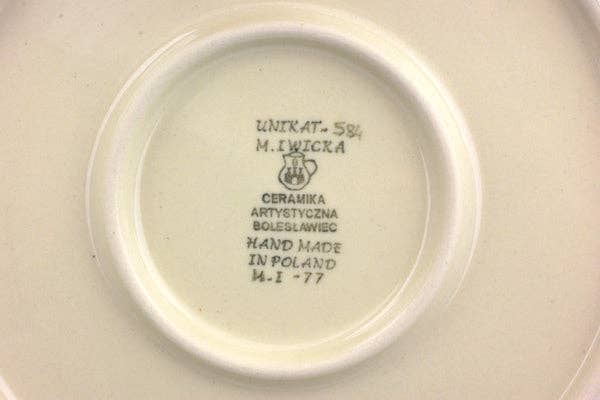 UNIKAT- 584
M. IWICKA
CERAMIKA
ARTYSTYCZNA
BOLESŁAWIEC
HAND MADE
IN POLAND
M.I -77